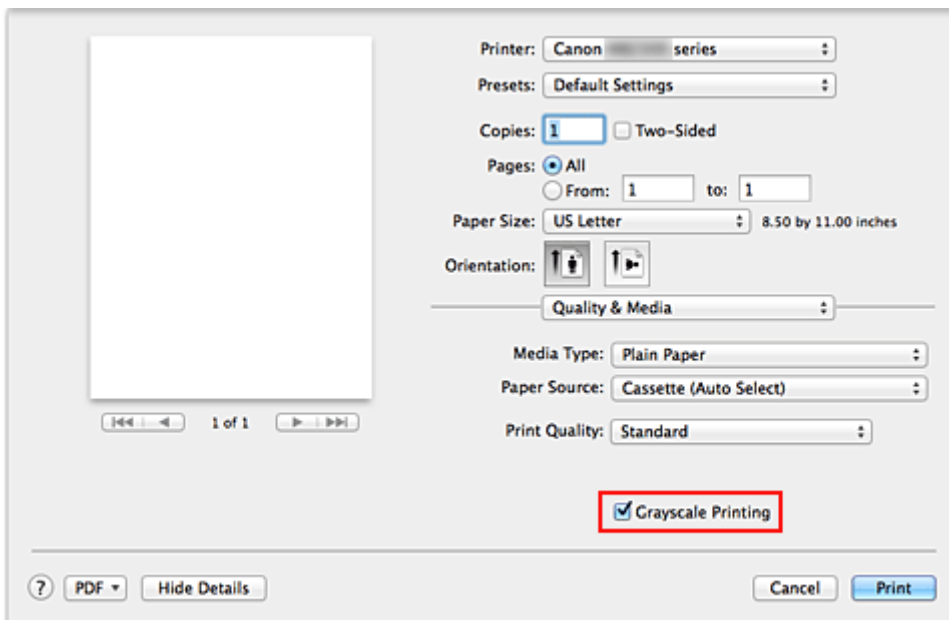 Printer: Canon series
Presets: Default Settings
Copies: 1 Two-Sided
Pages: All
From: 1 to: 1
Paper Size: US Letter 8.50 by 11.00 inches
Orientation:
Quality & Media
Media Type: Plain Paper
Paper Source: Cassette (Auto Select)
1 of 1
Print Quality: Standard
Grayscale Printing
? PDF Hide Details Cancel Print